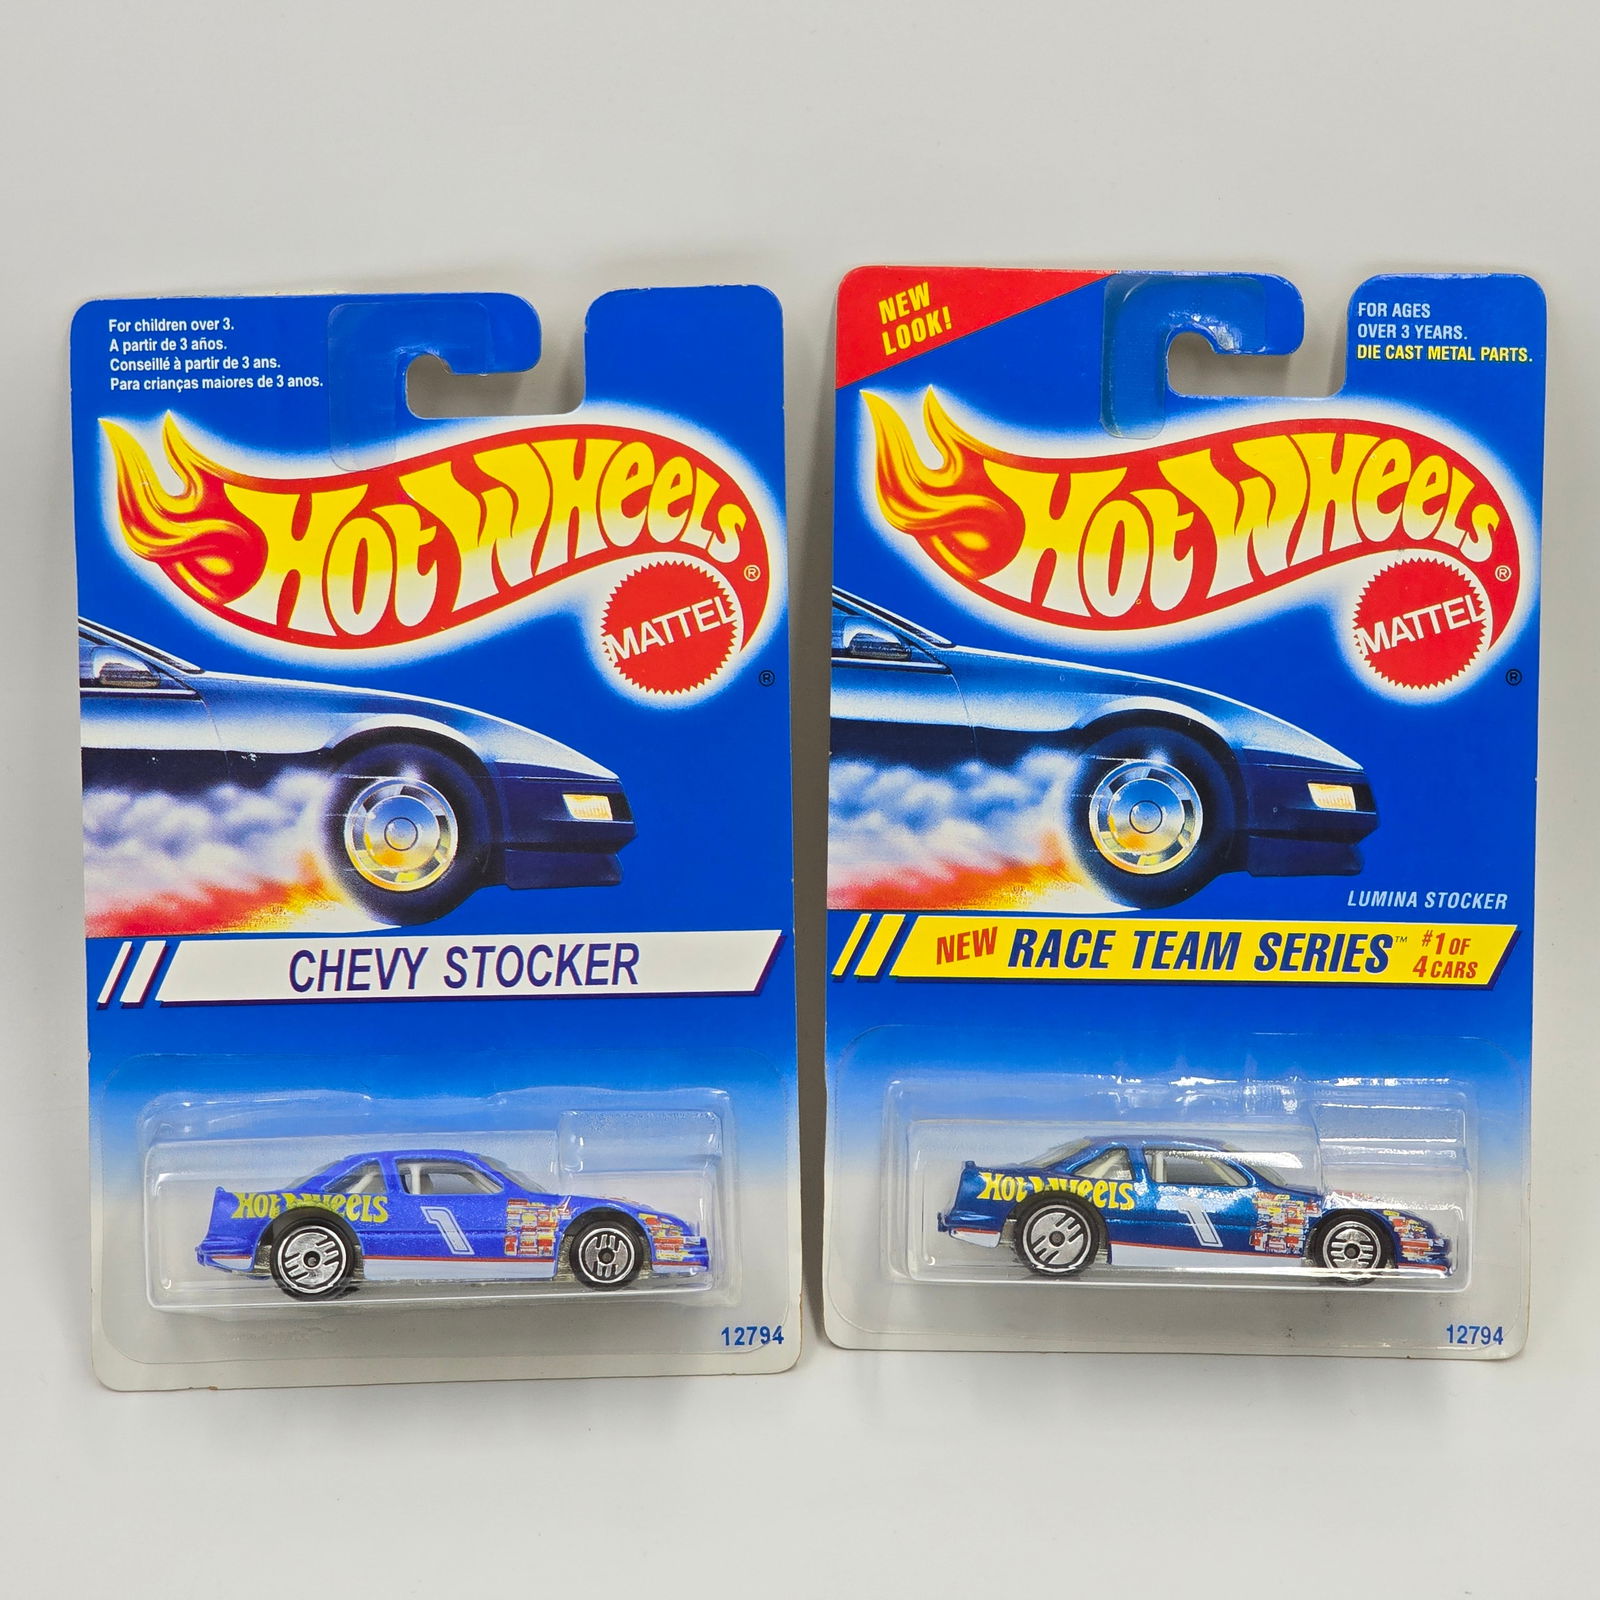 For children over 3.
A partir de 3 años.
Conseillé à partir de 3 ans.
Para crianças maiores de 3 anos.
HOT WHEELS
®
MATTEL
®
CHEVY STOCKER
HOT WHEELS
1
12794
NEW
LOOK!
FOR AGES
OVER 3 YEARS.
DIE CAST METAL PARTS.
HOT WHEELS
®
MATTEL
®
LUMINA STOCKER
NEW RACE TEAM SERIES™ #1 OF
4 CARS
HOT WHEELS
1
12794